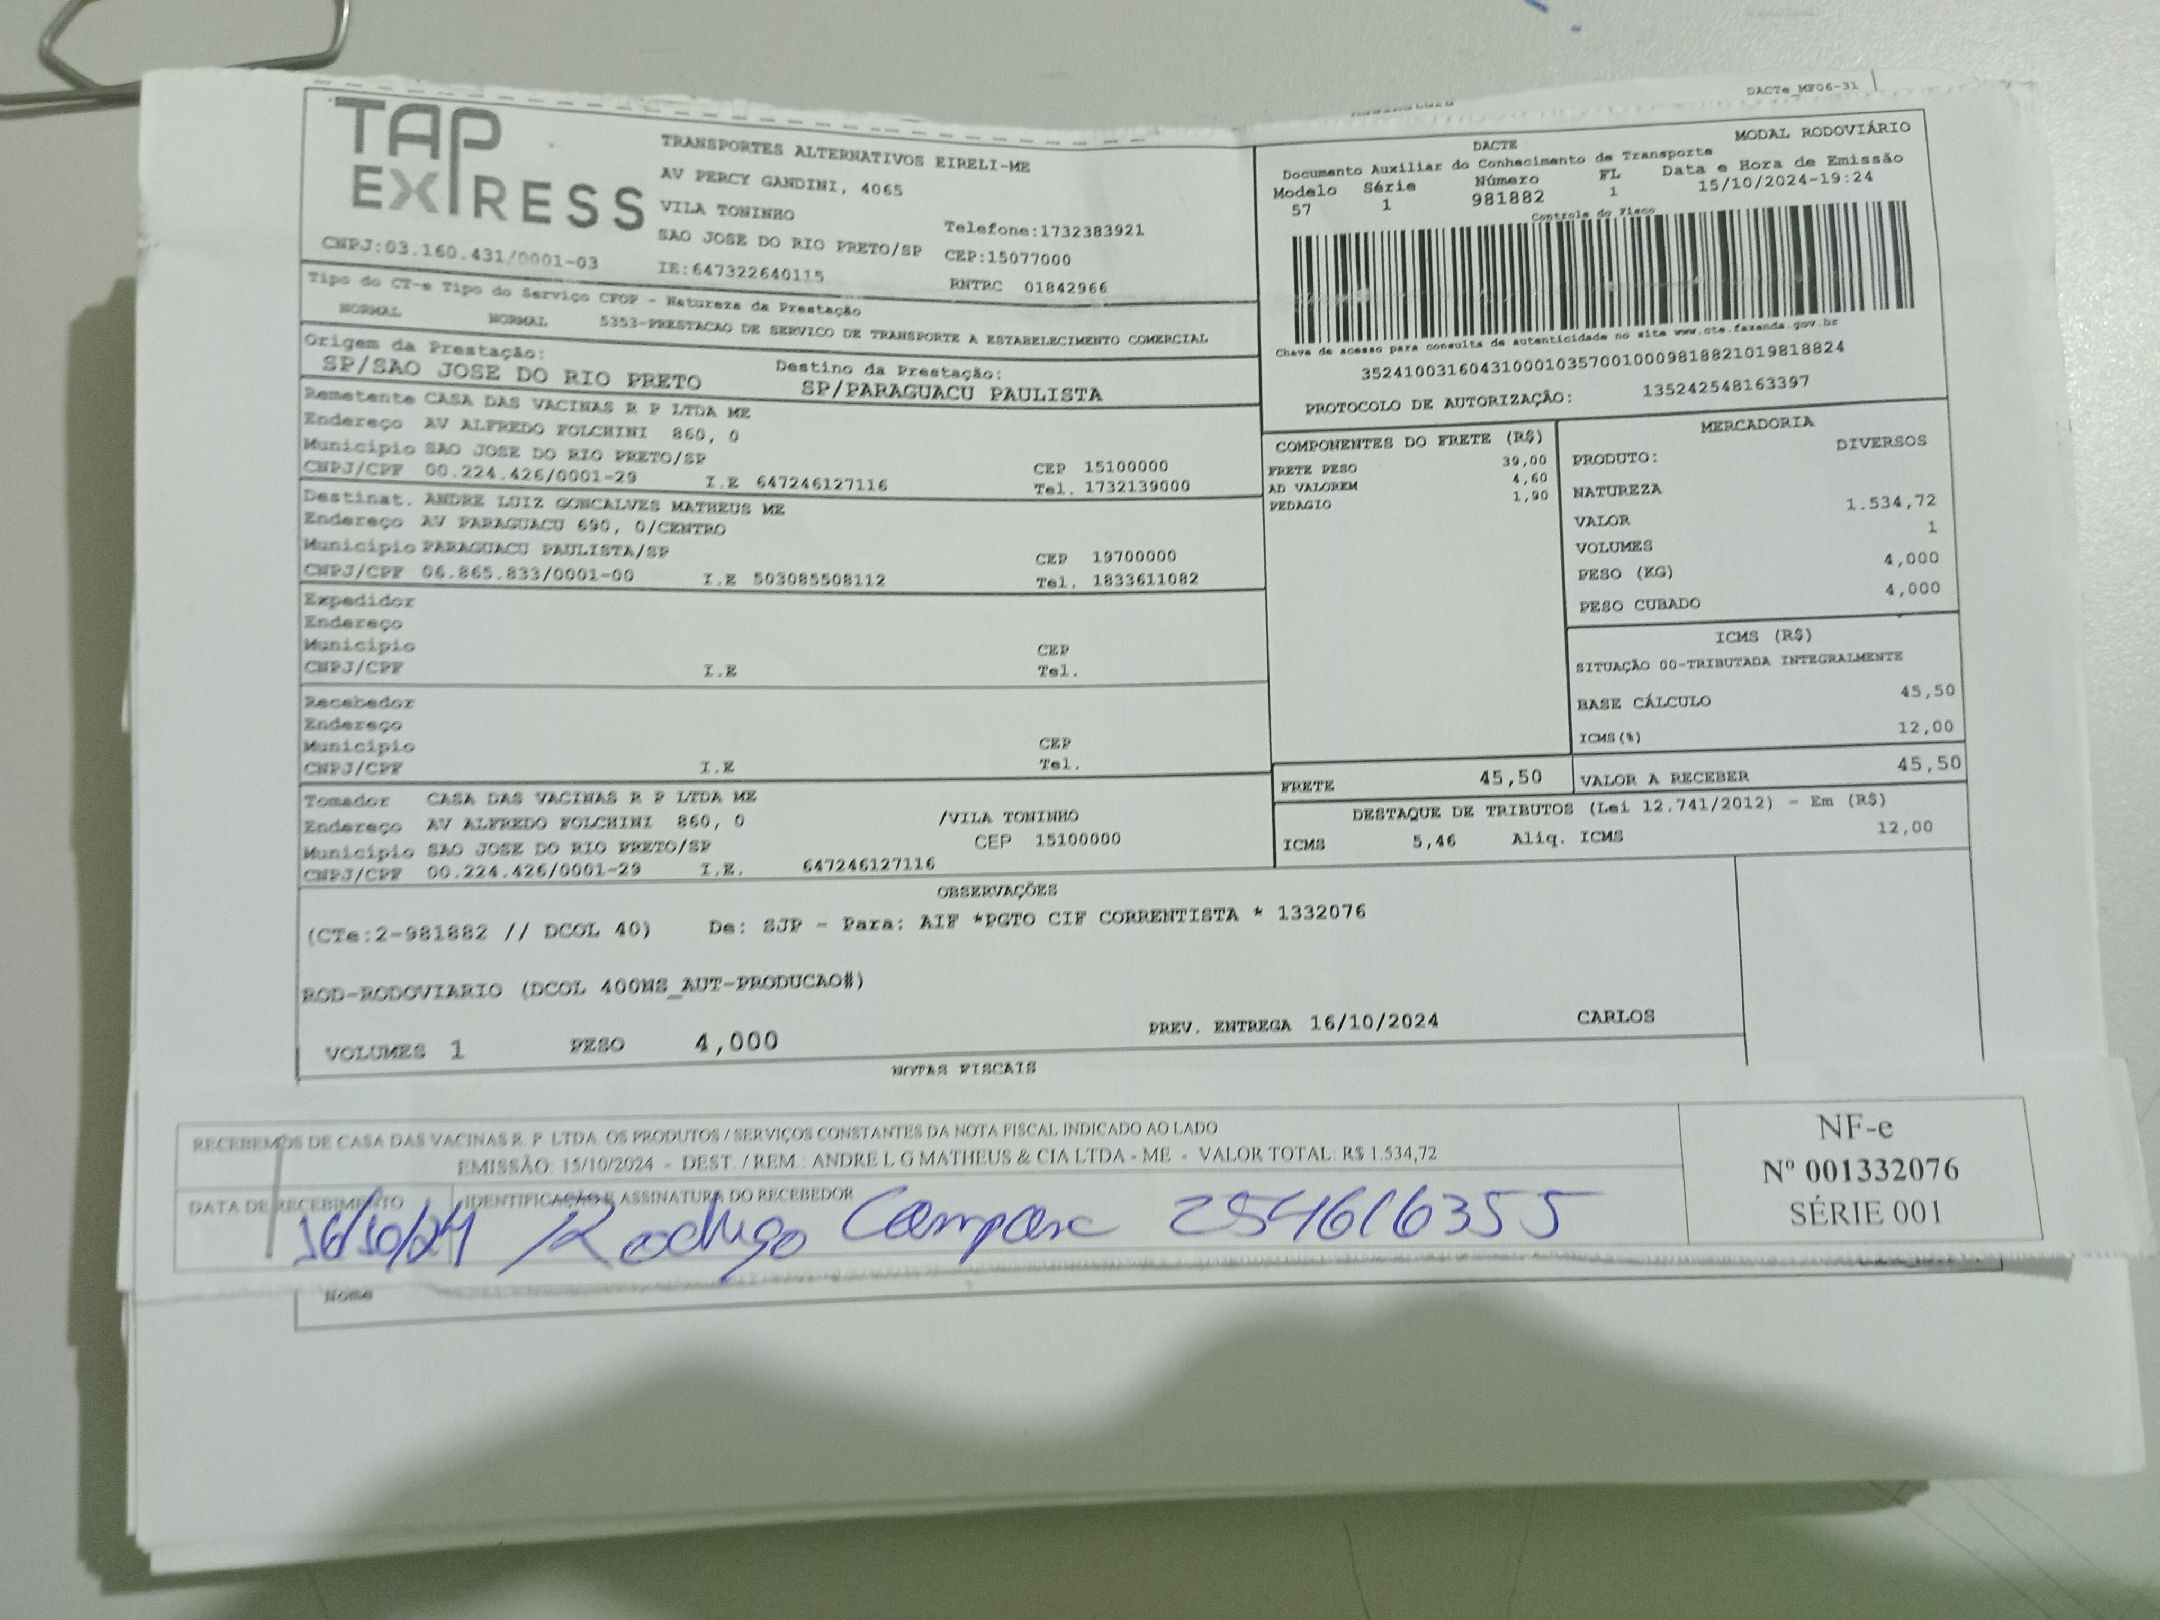 DACTe_MF06-31
TAP
EXPRESS
TRANSPORTES ALTERNATIVOS EIRELI-ME
AV PERCY GANDINI, 4065
VILA TONINHO
SAO JOSE DO RIO PRETO/SP
CNPJ:03.160.431/0001-03
IE:647322640115
Telefone:1732383921
CEP:15077000
RNTRC 01842966
DACTE
MODAL RODOVIÁRIO
Documento Auxiliar do Conhecimento de Transporte
Modelo Série Número FL Data e Hora de Emissão
57 1 981882 1 15/10/2024-19:24
Controle do Fisco
Chave de acesso para consulta de autenticidade no site www.cte.fazenda.gov.br
35241003160431000103570010009818821019818824
PROTOCOLO DE AUTORIZAÇÃO: 135242548163397
Tipo do CT-e Tipo do Serviço CFOP - Natureza da Prestação
NORMAL NORMAL 5353-PRESTACAO DE SERVICO DE TRANSPORTE A ESTABELECIMENTO COMERCIAL
Origem da Prestação: Destino da Prestação:
SP/SAO JOSE DO RIO PRETO SP/PARAGUACU PAULISTA
Remetente CASA DAS VACINAS R P LTDA ME
Endereço AV ALFREDO FOLCHINI 860, 0
Município SAO JOSE DO RIO PRETO/SP CEP 15100000
CNPJ/CPF 00.224.426/0001-29 I.E 647246127116 Tel. 1732139000
Destinat. ANDRE LUIZ GONCALVES MATHEUS ME
Endereço AV PARAGUACU 690, 0/CENTRO
Município PARAGUACU PAULISTA/SP CEP 19700000
CNPJ/CPF 06.865.833/0001-00 I.E 503085508112 Tel. 1833611082
Expedidor
Endereço
Município CEP
CNPJ/CPF I.E Tel.
Recebedor
Endereço
Município CEP
CNPJ/CPF I.E Tel.
Tomador CASA DAS VACINAS R P LTDA ME
Endereço AV ALFREDO FOLCHINI 860, 0 /VILA TONINHO
Município SAO JOSE DO RIO PRETO/SP CEP 15100000
CNPJ/CPF 00.224.426/0001-29 I.E. 647246127116
COMPONENTES DO FRETE (R$)
FRETE PESO 39,00
AD VALOREM 4,60
PEDAGIO 1,90
MERCADORIA
PRODUTO: DIVERSOS
NATUREZA
VALOR 1.534,72
VOLUMES 1
PESO (KG) 4,000
PESO CUBADO 4,000
ICMS (R$)
SITUAÇÃO 00-TRIBUTADA INTEGRALMENTE
BASE CÁLCULO 45,50
ICMS(%) 12,00
FRETE 45,50 VALOR A RECEBER 45,50
DESTAQUE DE TRIBUTOS (Lei 12.741/2012) - Em (R$)
ICMS 5,46 Aliq. ICMS 12,00
OBSERVAÇÕES
(CTe:2-981882 // DCOL 40) De: SJP - Para: AIF *PGTO CIF CORRENTISTA * 1332076
ROD-RODOVIARIO (DCOL 400NS_AUT-PRODUCAO#)
VOLUMES 1 PESO 4,000 PREV. ENTREGA 16/10/2024 CARLOS
NOTAS FISCAIS
RECEBEMOS DE CASA DAS VACINAS R. P. LTDA. OS PRODUTOS / SERVIÇOS CONSTANTES DA NOTA FISCAL INDICADO AO LADO
EMISSÃO: 15/10/2024 - DEST. / REM.: ANDRE L G MATHEUS & CIA LTDA - ME - VALOR TOTAL: R$ 1.534,72
DATA DE RECEBIMENTO IDENTIFICAÇÃO E ASSINATURA DO RECEBEDOR
16/10/24 Rodrigo 254616355
NF-e
Nº 001332076
SÉRIE 001
Nome